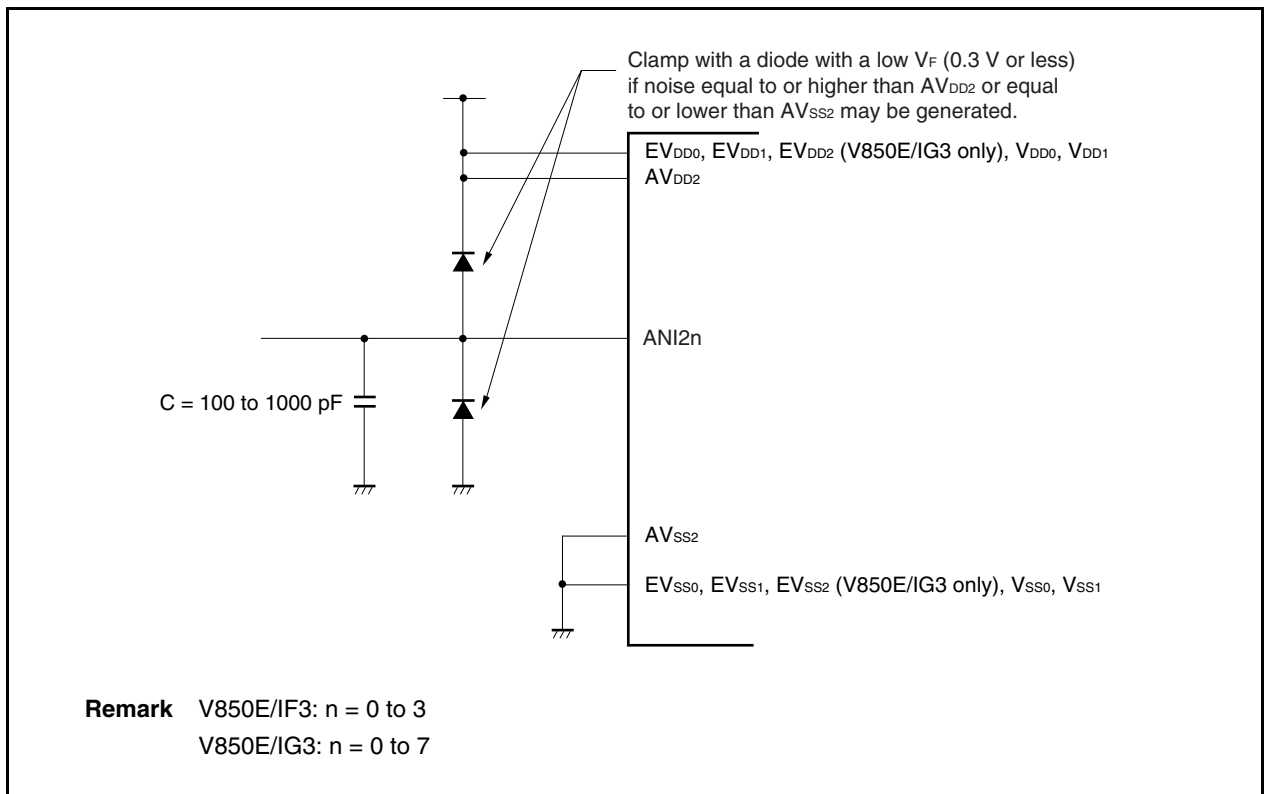 Clamp with a diode with a low VF (0.3 V or less)
if noise equal to or higher than AVDD2 or equal
to or lower than AVSS2 may be generated.
EVDD0, EVDD1, EVDD2 (V850E/IG3 only), VDD0, VDD1
AVDD2
ANI2n
C = 100 to 1000 pF
AVSS2
EVSS0, EVSS1, EVSS2 (V850E/IG3 only), VSS0, VSS1
Remark V850E/IF3: n = 0 to 3
V850E/IG3: n = 0 to 7